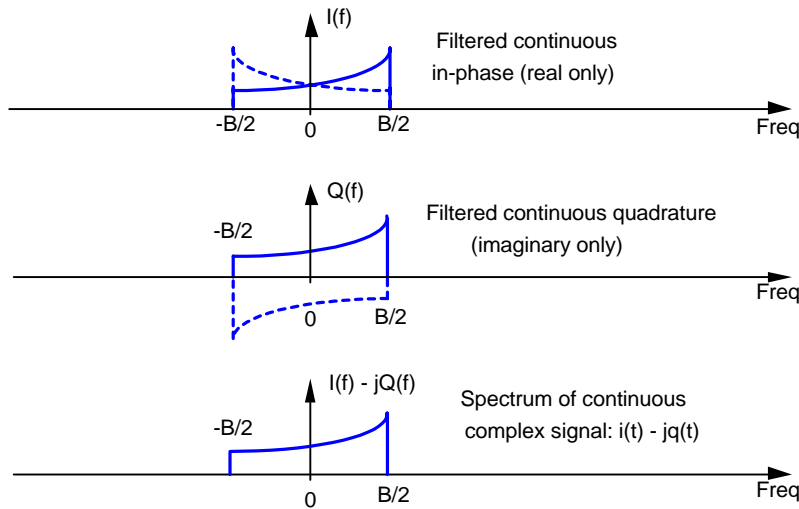 I(f)
Filtered continuous
in-phase (real only)
-B/2
0
B/2
Freq
Q(f)
-B/2
Filtered continuous quadrature
(imaginary only)
0
B/2
Freq
I(f) - jQ(f)
-B/2
Spectrum of continuous
complex signal: i(t) - jq(t)
0
B/2
Freq